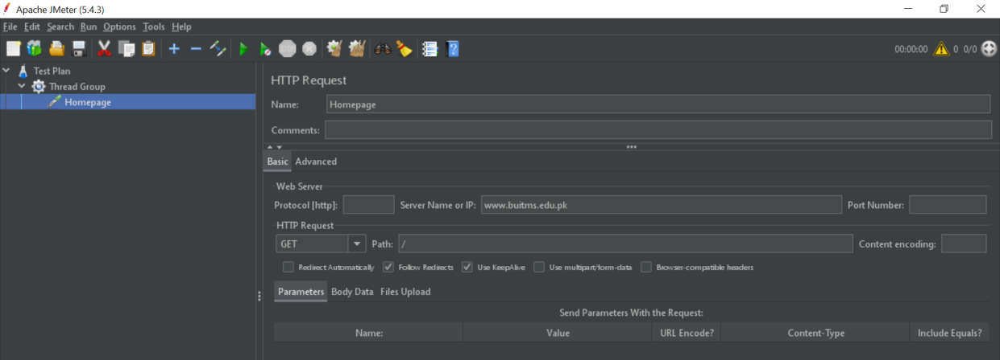 Apache JMeter (5.4.3)
File Edit Search Run Options Tools Help
STOP 00:00:00 0 0/0
Test Plan
Thread Group
Homepage
HTTP Request
Name: Homepage
Comments:
Basic Advanced
Web Server
Protocol [http]: Server Name or IP: www.buitms.edu.pk Port Number:
HTTP Request
GET Path: / Content encoding:
Redirect Automatically Follow Redirects Use KeepAlive Use multipart/form-data Browser-compatible headers
Parameters Body Data Files Upload
Send Parameters With the Request:
Name: Value URL Encode? Content-Type Include Equals?